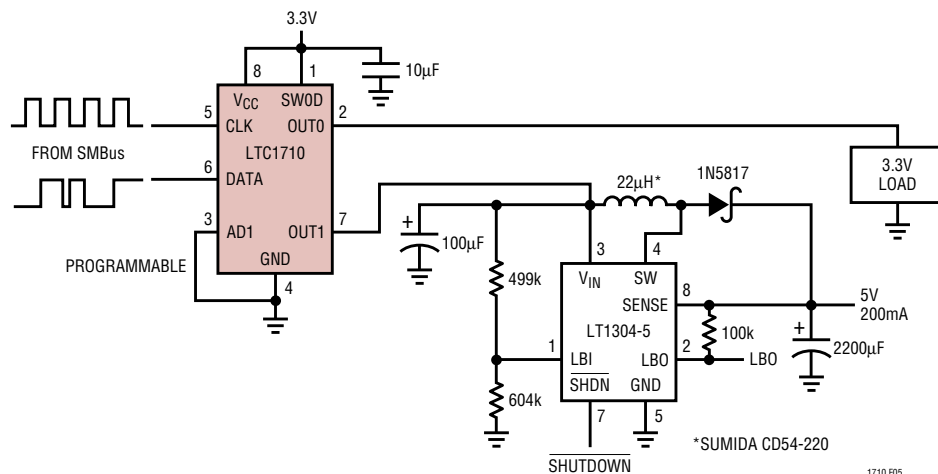 3.3V
8
1
10µF
VCC
SW0D
5
CLK
OUT0
2
FROM SMBus
LTC1710
6
DATA
3.3V
LOAD
1N5817
22µH*
3
AD1
OUT1
7
PROGRAMMABLE
GND
4
+
100µF
499k
3
4
VIN
SW
SENSE
8
5V
200mA
LT1304-5
100k
+
2200µF
1
LBI
LBO
2
LBO
604k
SHDN
GND
7
5
SHUTDOWN
*SUMIDA CD54-220
1710 F05